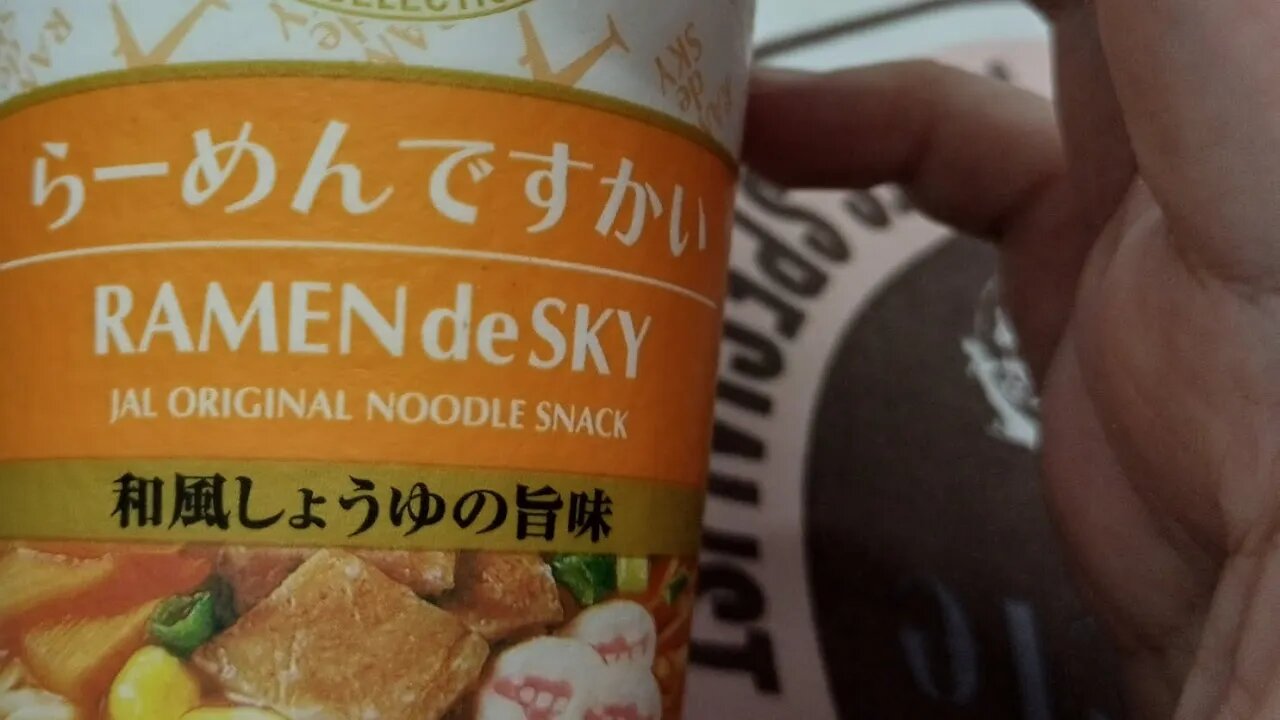 らーめんですかい
RAMEN de SKY
JAL ORIGINAL NOODLE SNACK
和風しょうゆの旨味
SPECIALIST